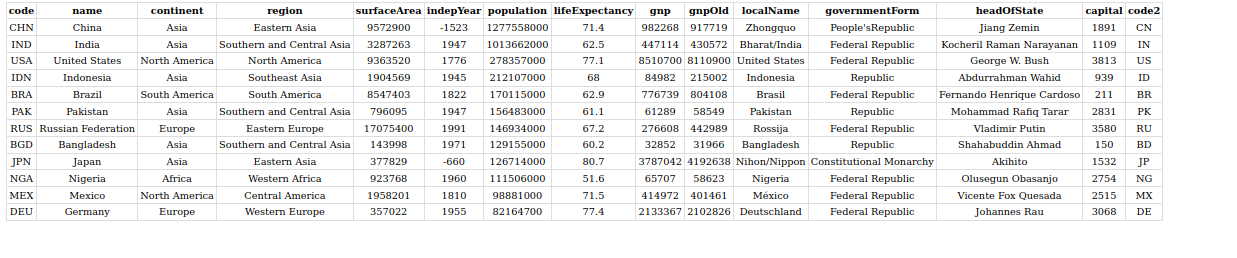 code name continent region surfaceArea indepYear population lifeExpectancy gnp gnpOld localName governmentForm headOfState capital code2
CHN China Asia Eastern Asia 9572900 -1523 1277558000 71.4 982268 917719 Zhongquo People'sRepublic Jiang Zemin 1891 CN
IND India Asia Southern and Central Asia 3287263 1947 1013662000 62.5 447114 430572 Bharat/India Federal Republic Kocheril Raman Narayanan 1109 IN
USA United States North America North America 9363520 1776 278357000 77.1 8510700 8110900 United States Federal Republic George W. Bush 3813 US
IDN Indonesia Asia Southeast Asia 1904569 1945 212107000 68 84982 215002 Indonesia Republic Abdurrahman Wahid 939 ID
BRA Brazil South America South America 8547403 1822 170115000 62.9 776739 804108 Brasil Federal Republic Fernando Henrique Cardoso 211 BR
PAK Pakistan Asia Southern and Central Asia 796095 1947 156483000 61.1 61289 58549 Pakistan Republic Mohammad Rafiq Tarar 2831 PK
RUS Russian Federation Europe Eastern Europe 17075400 1991 146934000 67.2 276608 442989 Rossija Federal Republic Vladimir Putin 3580 RU
BGD Bangladesh Asia Southern and Central Asia 143998 1971 129155000 60.2 32852 31966 Bangladesh Republic Shahabuddin Ahmad 150 BD
JPN Japan Asia Eastern Asia 377829 -660 126714000 80.7 3787042 4192638 Nihon/Nippon Constitutional Monarchy Akihito 1532 JP
NGA Nigeria Africa Western Africa 923768 1960 111506000 51.6 65707 58623 Nigeria Federal Republic Olusegun Obasanjo 2754 NG
MEX Mexico North America Central America 1958201 1810 98881000 71.5 414972 401461 México Federal Republic Vicente Fox Quesada 2515 MX
DEU Germany Europe Western Europe 357022 1955 82164700 77.4 2133367 2102826 Deutschland Federal Republic Johannes Rau 3068 DE